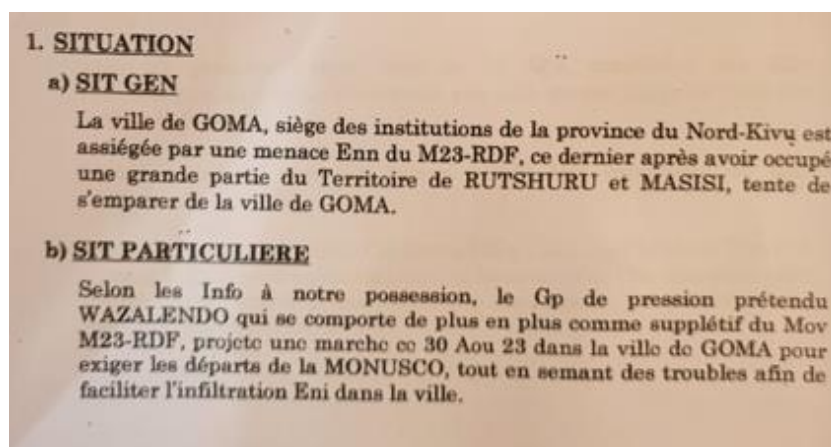 1. SITUATION
a) SIT GEN
La ville de GOMA, siège des institutions de la province du Nord-Kivu est
assiégée par une menace Enn du M23-RDF, ce dernier après avoir occupé
une grande partie du Territoire de RUTSHURU et MASISI, tente de
s'emparer de la ville de GOMA.
b) SIT PARTICULIERE
Selon les Info à notre possession, le Gp de pression prétendu
WAZALENDO qui se comporte de plus en plus comme supplétif du Mov
M23-RDF, projete une marche ce 30 Aou 23 dans la ville de GOMA pour
exiger les départs de la MONUSCO, tout en semant des troubles afin de
faciliter l'infiltration Eni dans la ville.